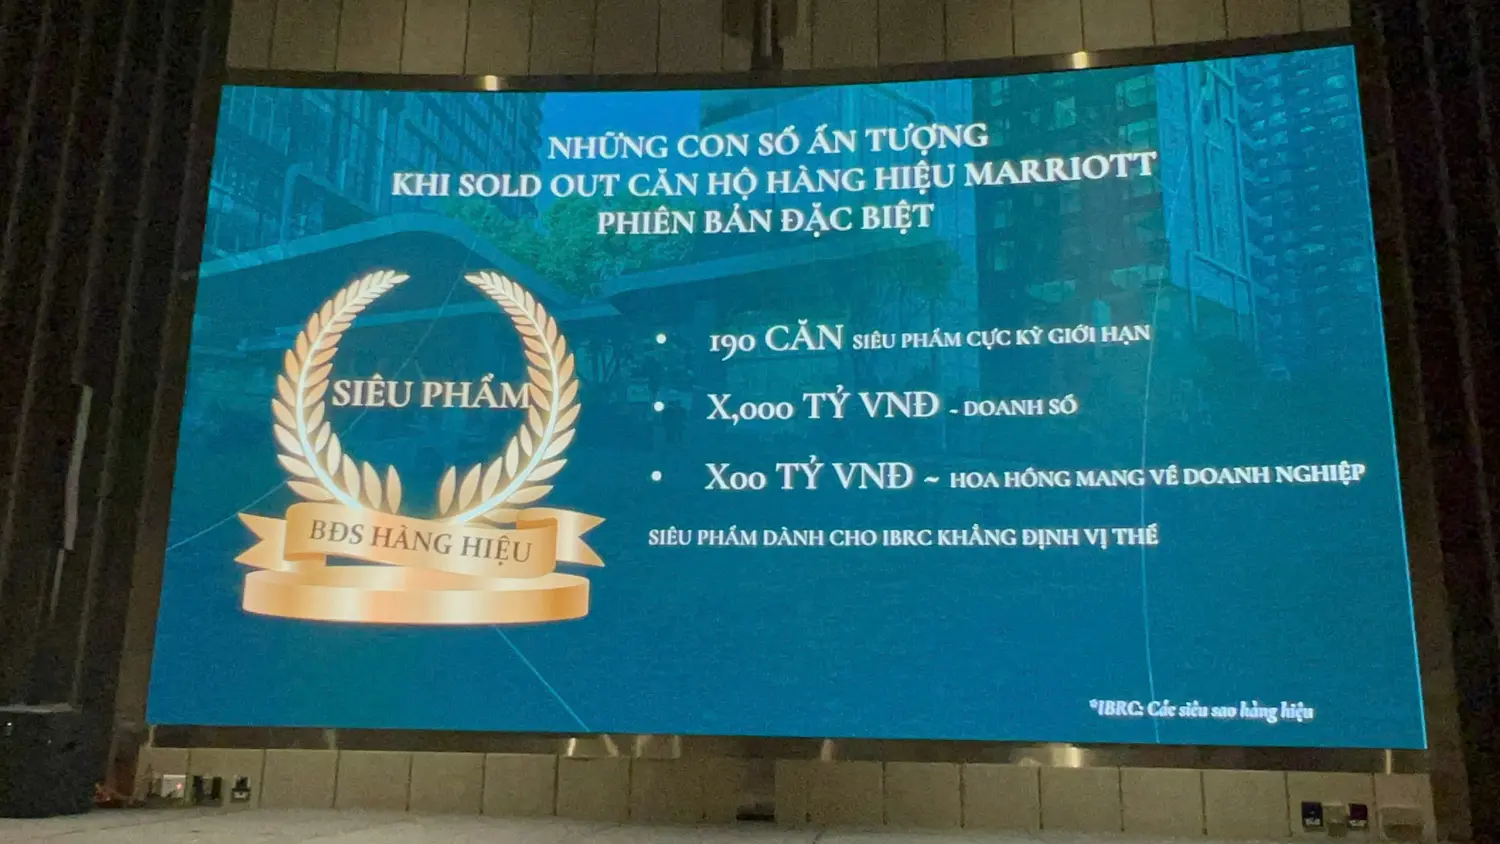 NHỮNG CON SỐ ẤN TƯỢNG
KHI SOLD OUT CĂN HỘ HÀNG HIỆU MARRIOTT
PHIÊN BẢN ĐẶC BIỆT
SIÊU PHẨM
BĐS HÀNG HIỆU
• 190 CĂN SIÊU PHẨM CỰC KỲ GIỚI HẠN
• X,000 TỶ VNĐ - DOANH SỐ
• X00 TỶ VNĐ ~ HOA HỒNG MANG VỀ DOANH NGHIỆP
SIÊU PHẨM DÀNH CHO IBRC KHẲNG ĐỊNH VỊ THẾ
*IBRC: Các siêu sao hàng hiệu